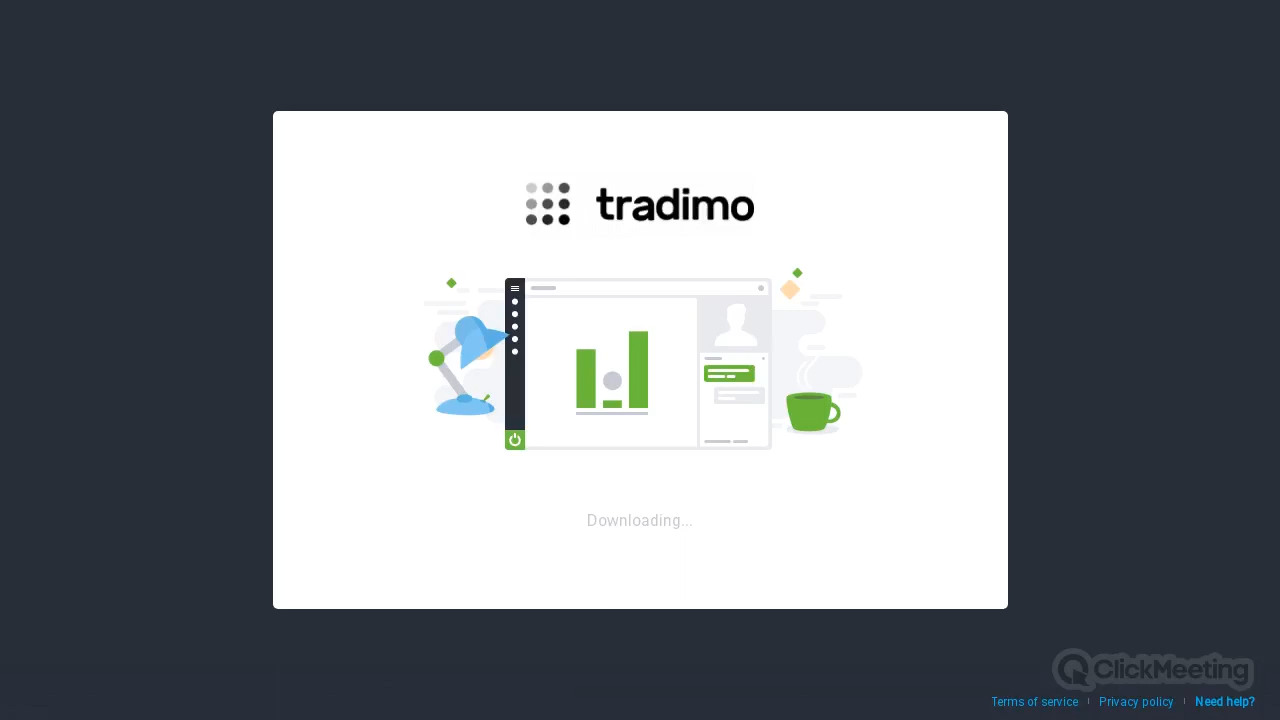 tradimo
Downloading...
ClickMeeting
Terms of service
Privacy policy
Need help?